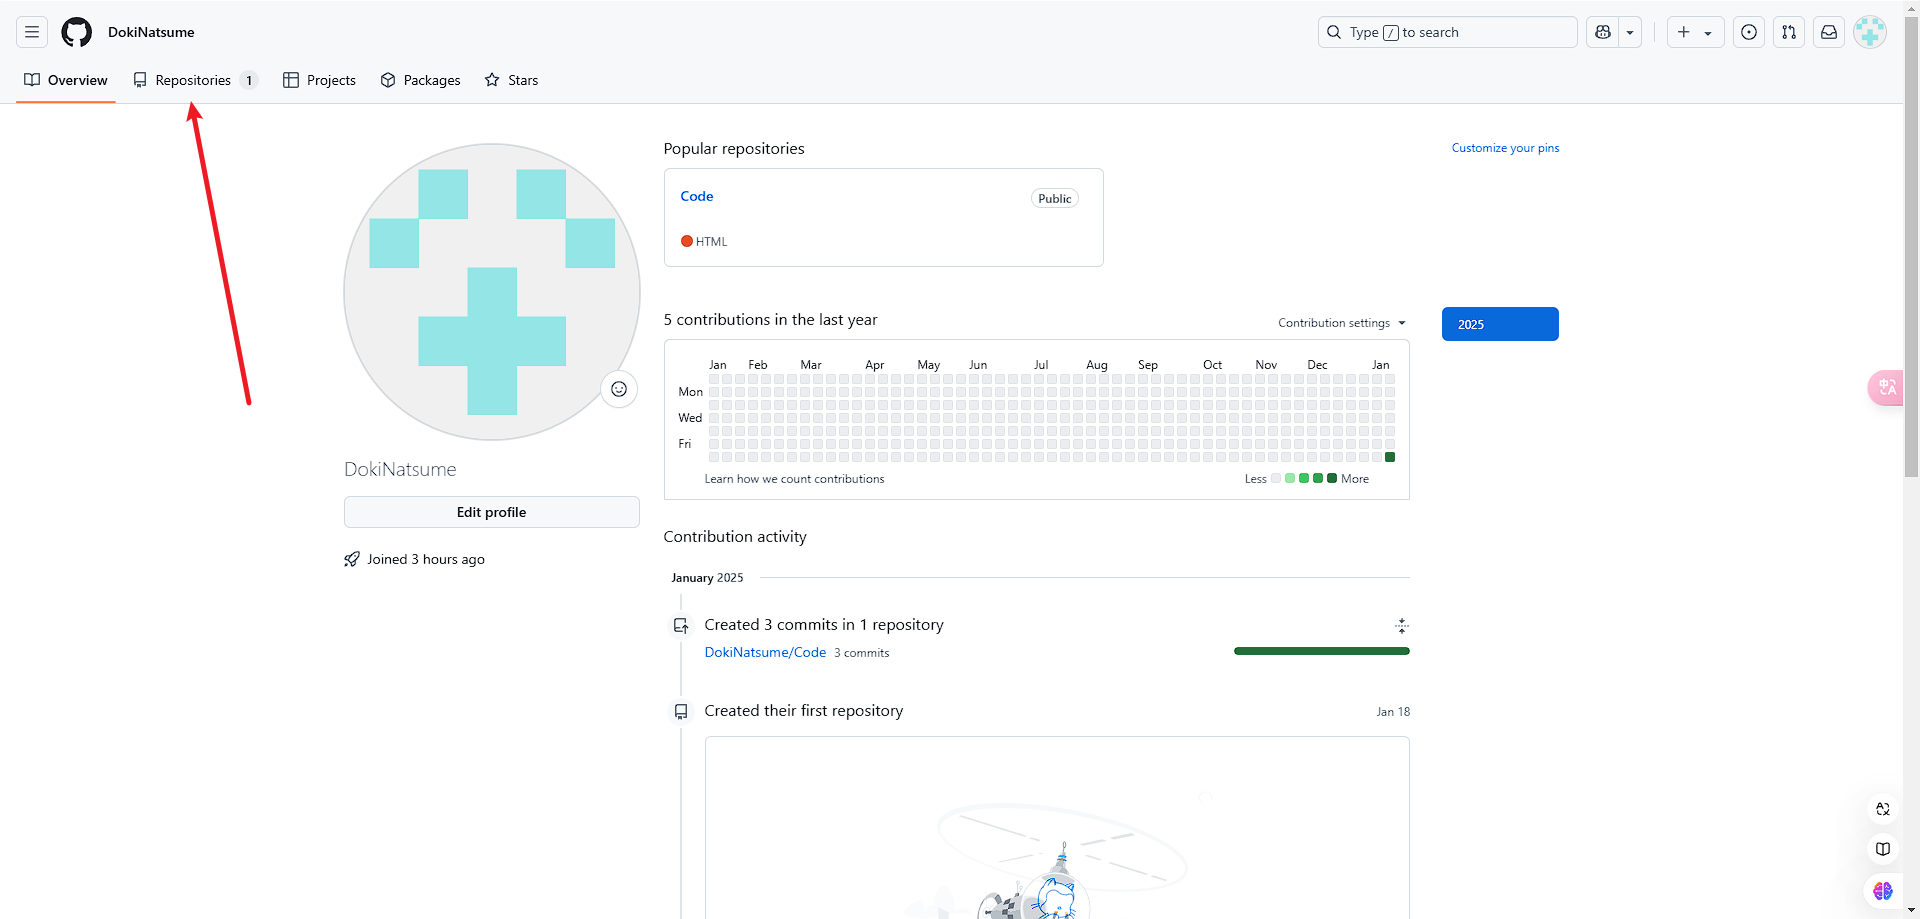 DokiNatsume
Type / to search
Overview Repositories 1 Projects Packages Stars
Popular repositories
Customize your pins
Code
Public
HTML
5 contributions in the last year
Contribution settings
2025
Jan Feb Mar Apr May Jun Jul Aug Sep Oct Nov Dec Jan
Mon
Wed
Fri
Learn how we count contributions
Less More
DokiNatsume
Edit profile
Joined 3 hours ago
Contribution activity
January 2025
Created 3 commits in 1 repository
DokiNatsume/Code 3 commits
Created their first repository
Jan 18
中A